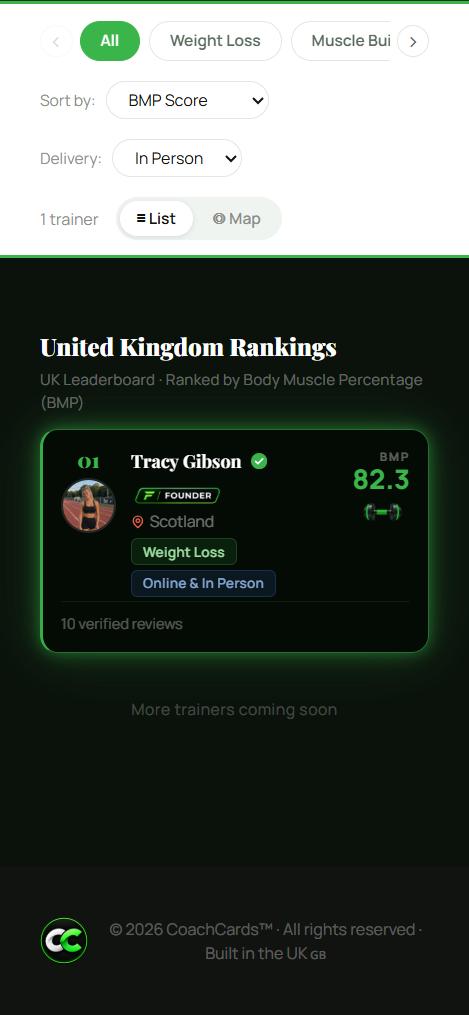 All
Weight Loss
Muscle Bui
Sort by: BMP Score
Delivery: In Person
1 trainer
List
Map
United Kingdom Rankings
UK Leaderboard · Ranked by Body Muscle Percentage
(BMP)
01
Tracy Gibson
BMP
82.3
F FOUNDER
Scotland
Weight Loss
Online & In Person
10 verified reviews
More trainers coming soon
CC
© 2026 CoachCards™ · All rights reserved ·
Built in the UK GB